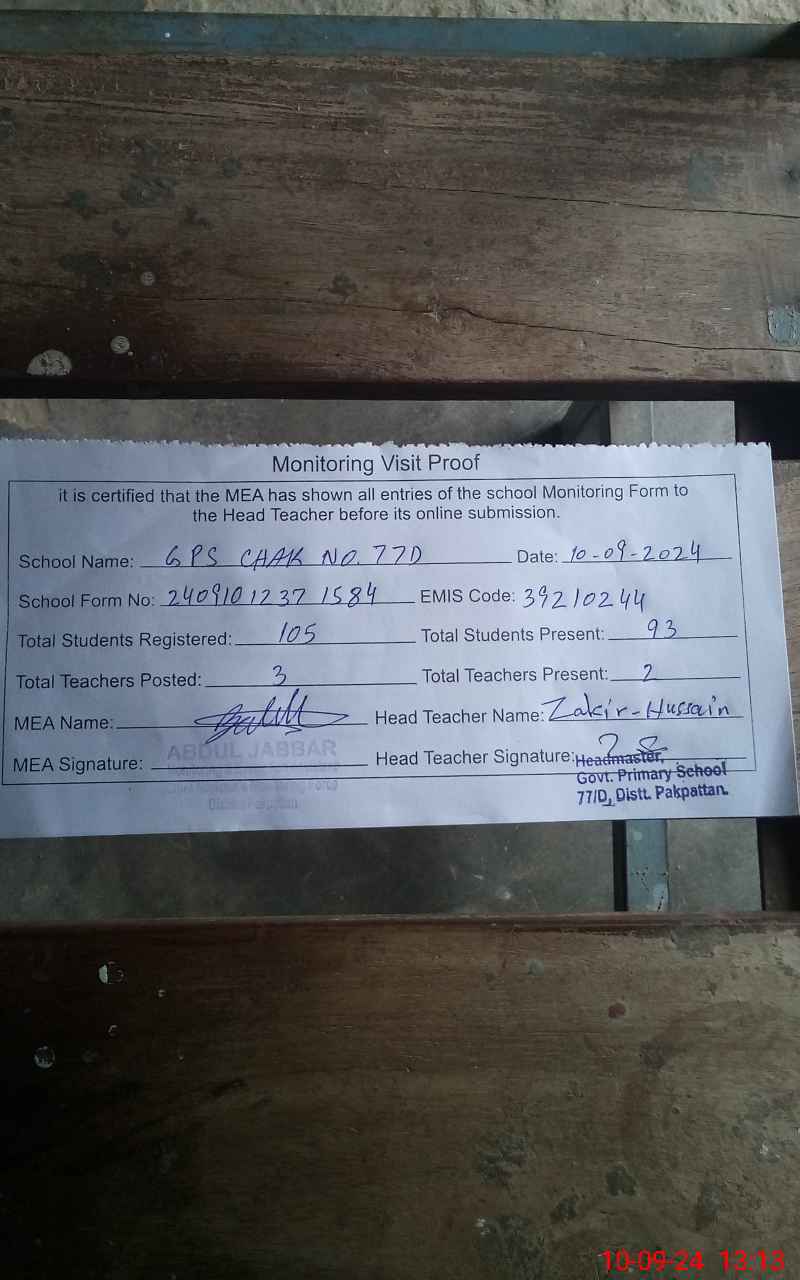 Monitoring Visit Proof
it is certified that the MEA has shown all entries of the school Monitoring Form to
the Head Teacher before its online submission.
School Name: GPS CHAK NO. 77D Date: 10-09-2024
School Form No: 2409101237 1584 EMIS Code: 39210244
Total Students Registered: 105 Total Students Present: 93
Total Teachers Posted: 3 Total Teachers Present: 2
MEA Name: Head Teacher Name: Zakir-Hussain
MEA Signature: Head Teacher Signature:
ABDUL JABBAR
Headmaster,
Govt. Primary School
77/D, Distt. Pakpattan.
10-09-24 13:13